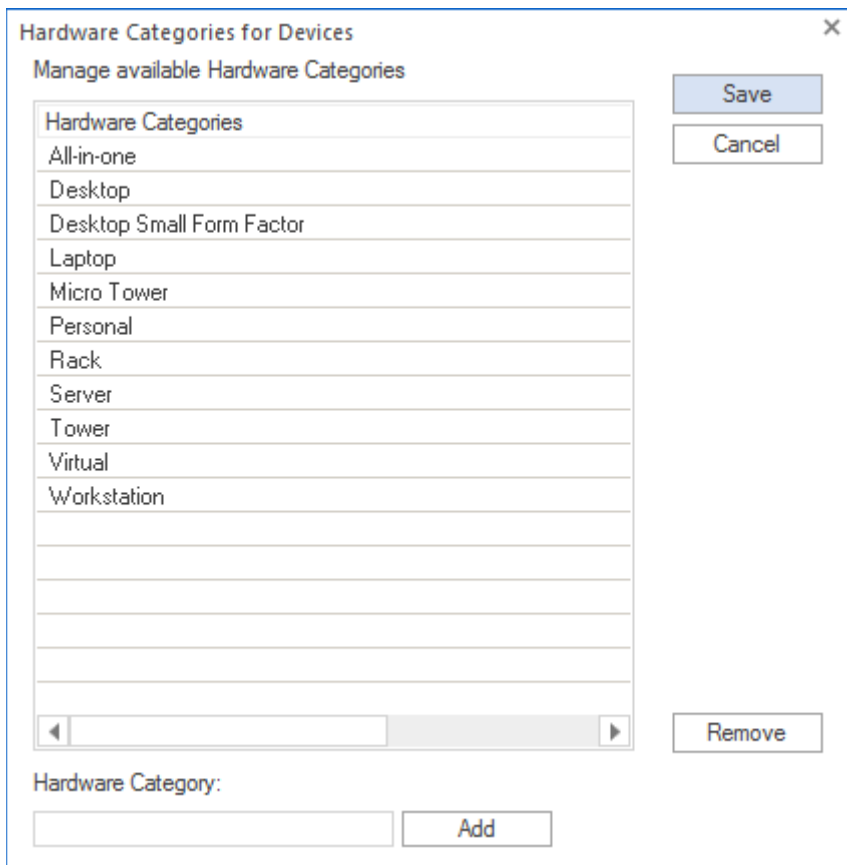 Hardware Categories for Devices
Manage available Hardware Categories
Save
Hardware Categories
Cancel
All-in-one
Desktop
Desktop Small Form Factor
Laptop
Micro Tower
Personal
Rack
Server
Tower
Virtual
Workstation
Remove
Hardware Category:
Add